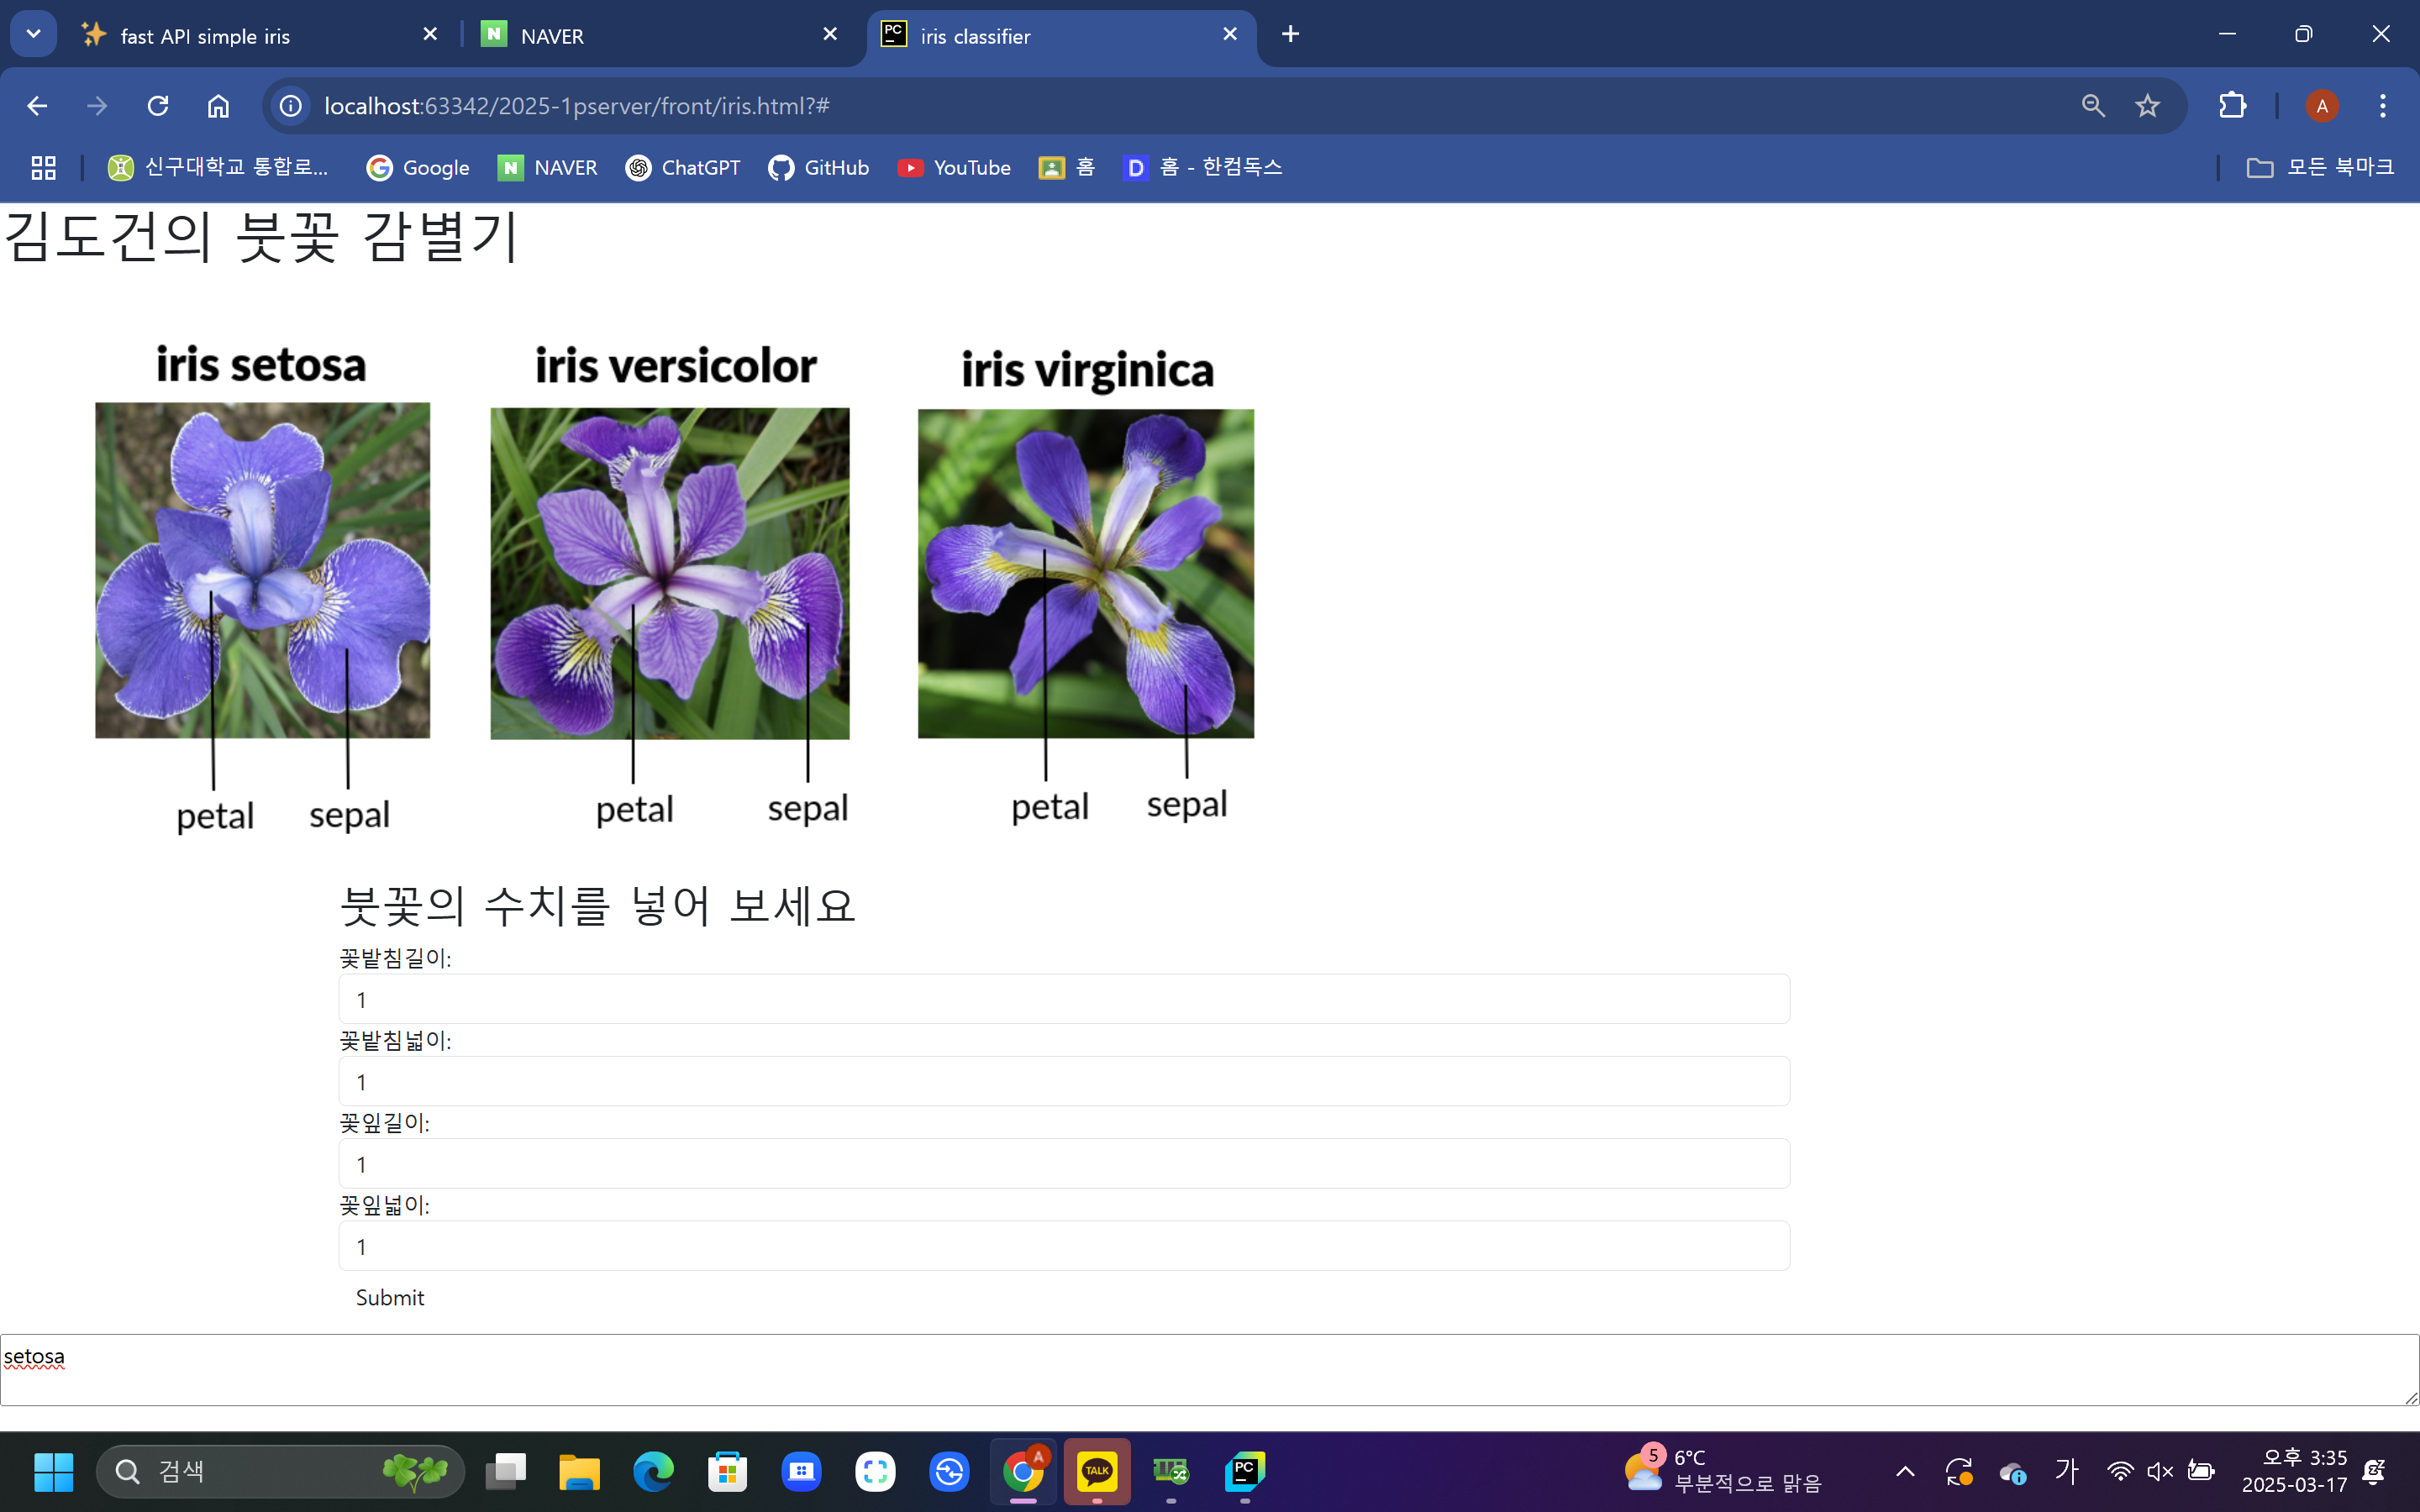 fast API simple iris
NAVER
iris classifier
localhost:63342/2025-1pserver/front/iris.html?#
A
신구대학교 통합로...
Google
NAVER
ChatGPT
GitHub
YouTube
홈
홈 - 한컴독스
모든 북마크
김도건의 붓꽃 감별기
iris setosa
iris versicolor
iris virginica
petal
sepal
petal
sepal
petal
sepal
붓꽃의 수치를 넣어 보세요
꽃밭침길이:
1
꽃밭침넓이:
1
꽃잎길이:
1
꽃잎넓이:
1
Submit
setosa
검색
A
TALK
PC
5
6°C
부분적으로 맑음
가
오후 3:35
2025-03-17